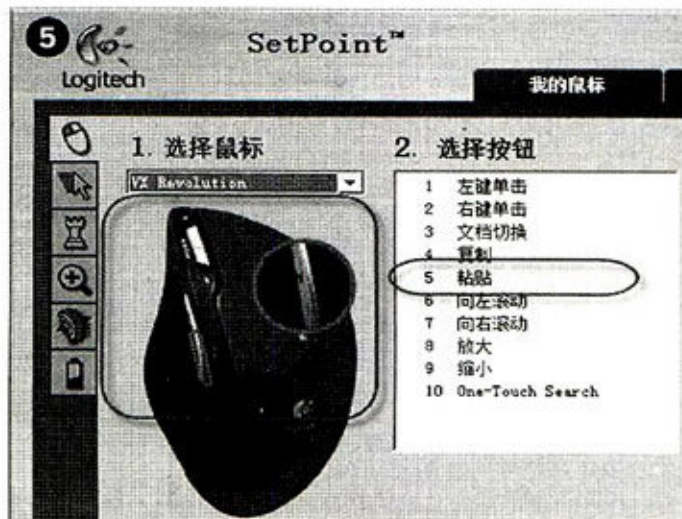 5
Logitech
SetPoint™
我的鼠标
1. 选择鼠标
VX Revolution
2. 选择按钮
1 左键单击
2 右键单击
3 文档切换
4 复制
5 粘贴
6 向左滚动
7 向右滚动
8 放大
9 缩小
10 One-Touch Search